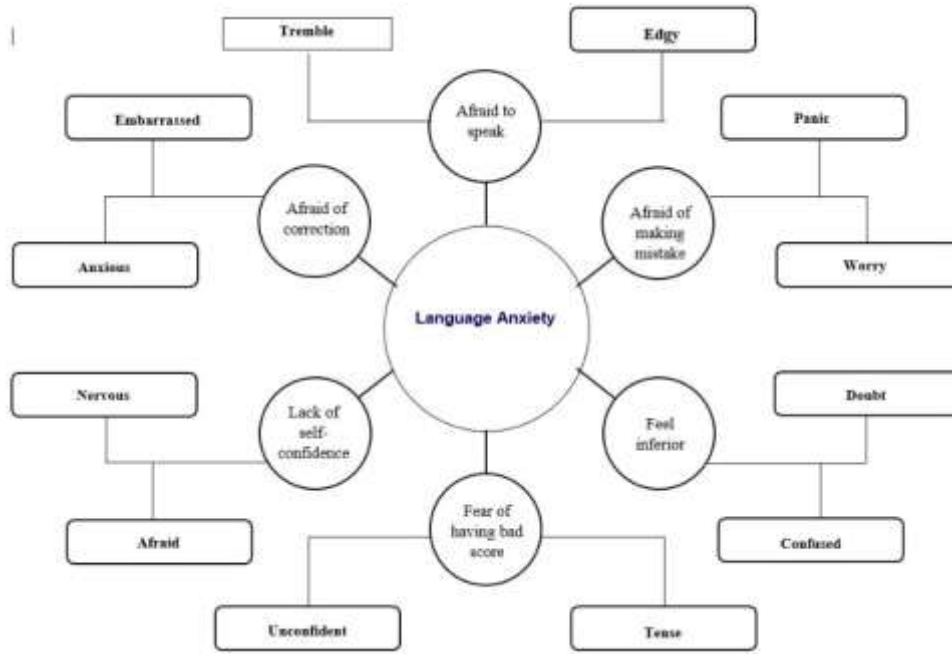 Tremble
Edgy
Afraid to
speak
Embarrassed
Panic
Afraid of
correction
Afraid of
making
mistake
Anxious
Worry
Language Anxiety
Nervous
Doubt
Lack of
self-
confidence
Feel
inferior
Afraid
Fear of
having bad
score
Confused
Unconfident
Tense